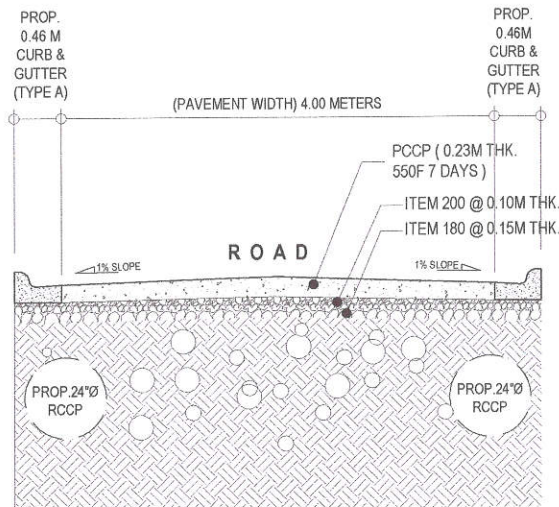 PROP.
0.46 M
CURB &
GUTTER
(TYPE A)
PROP.
0.46M
CURB &
GUTTER
(TYPE A)
(PAVEMENT WIDTH) 4.00 METERS
PCCP ( 0.23M THK.
550F 7 DAYS )
ITEM 200 @ 0.10M THK.
ITEM 180 @ 0.15M THK.
ROAD
1% SLOPE
1% SLOPE
PROP.24"Ø
RCCP
PROP.24"Ø
RCCP